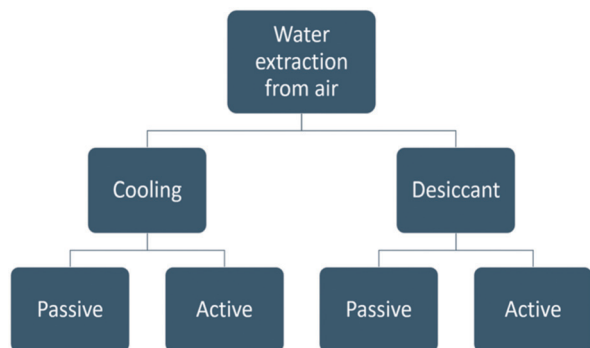 Water
extraction
from air
Cooling
Desiccant
Passive
Active
Passive
Active